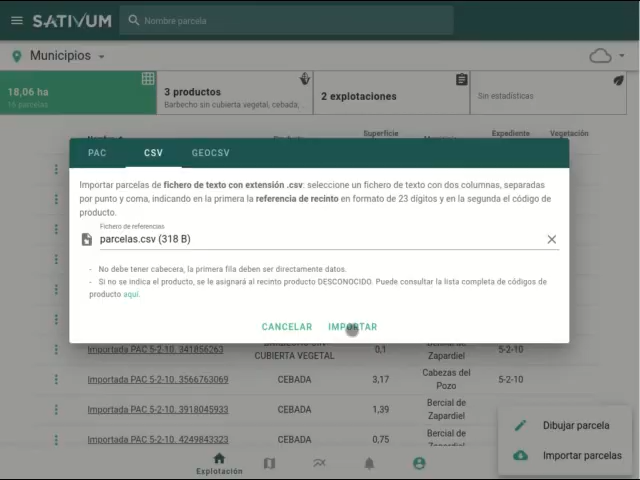 SATIVUM
Nombre parcela
Municipios
18,06 ha
16 parcelas
3 productos
Barbecho sin cubierta vegetal, cebada; ...
2 explotaciones
Sin estadísticas
Superficie
Expediente
Vegetación
PAC
CSV
GEOCSV
Importar parcelas de fichero de texto con extensión .csv: seleccione un fichero de texto con dos columnas, separadas
por punto y coma, indicando en la primera la referencia de recinto en formato de 23 dígitos y en la segunda el código de
producto.
Fichero de referencias
parcelas.csv (318 B)
- No debe tener cabecera, la primera fila deben ser directamente datos.
- Si no se indica el producto, se le asignará al recinto producto DESCONOCIDO. Puede consultar la lista completa de códigos de
producto aquí.
CANCELAR
IMPORTAR
Importada PAC 5-2-10. 341856263
CUBIERTA VEGETAL
0,1
Zapardiel
5-2-10
Importada PAC 5-2-10. 3566763069
CEBADA
3,17
Cabezas del
Pozo
5-2-10
Importada PAC 5-2-10. 3918045933
CEBADA
1,39
Bercial de
Zapardiel
Importada PAC 5-2-10. 4249843323
CEBADA
0,75
Bercial de
Zapardiel
Dibujar parcela
Importar parcelas
Explotación